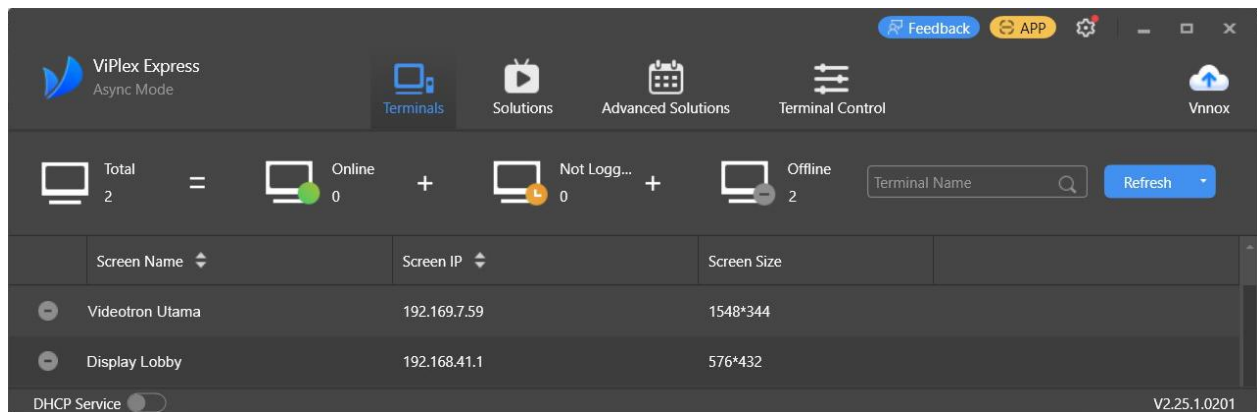 Feedback
APP
ViPlex Express
Async Mode
Terminals
Solutions
Advanced Solutions
Terminal Control
Vnnox
Total
2
=
Online
0
+
Not Logg...
0
+
Offline
2
Terminal Name
Refresh
Screen Name Screen IP Screen Size
Videotron Utama 192.169.7.59 1548*344
Display Lobby 192.168.41.1 576*432
DHCP Service V2.25.1.0201